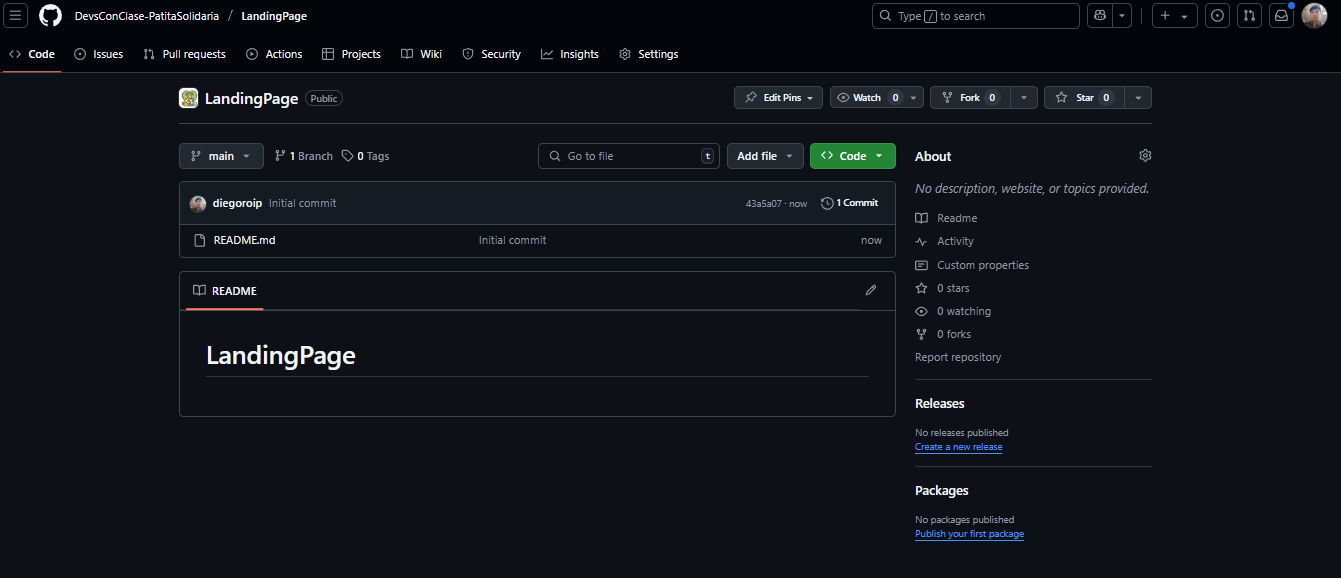 DevsConClase-PatitaSolidaria / LandingPage
Type / to search
Code Issues Pull requests Actions Projects Wiki Security Insights Settings
LandingPage Public
Edit Pins Watch 0 Fork 0 Star 0
main 1 Branch 0 Tags
Go to file t Add file Code
diegoroip Initial commit 43a5a07 · now 1 Commit
README.md Initial commit now
README
LandingPage
About
No description, website, or topics provided.
Readme
Activity
Custom properties
0 stars
0 watching
0 forks
Report repository
Releases
No releases published
Create a new release
Packages
No packages published
Publish your first package